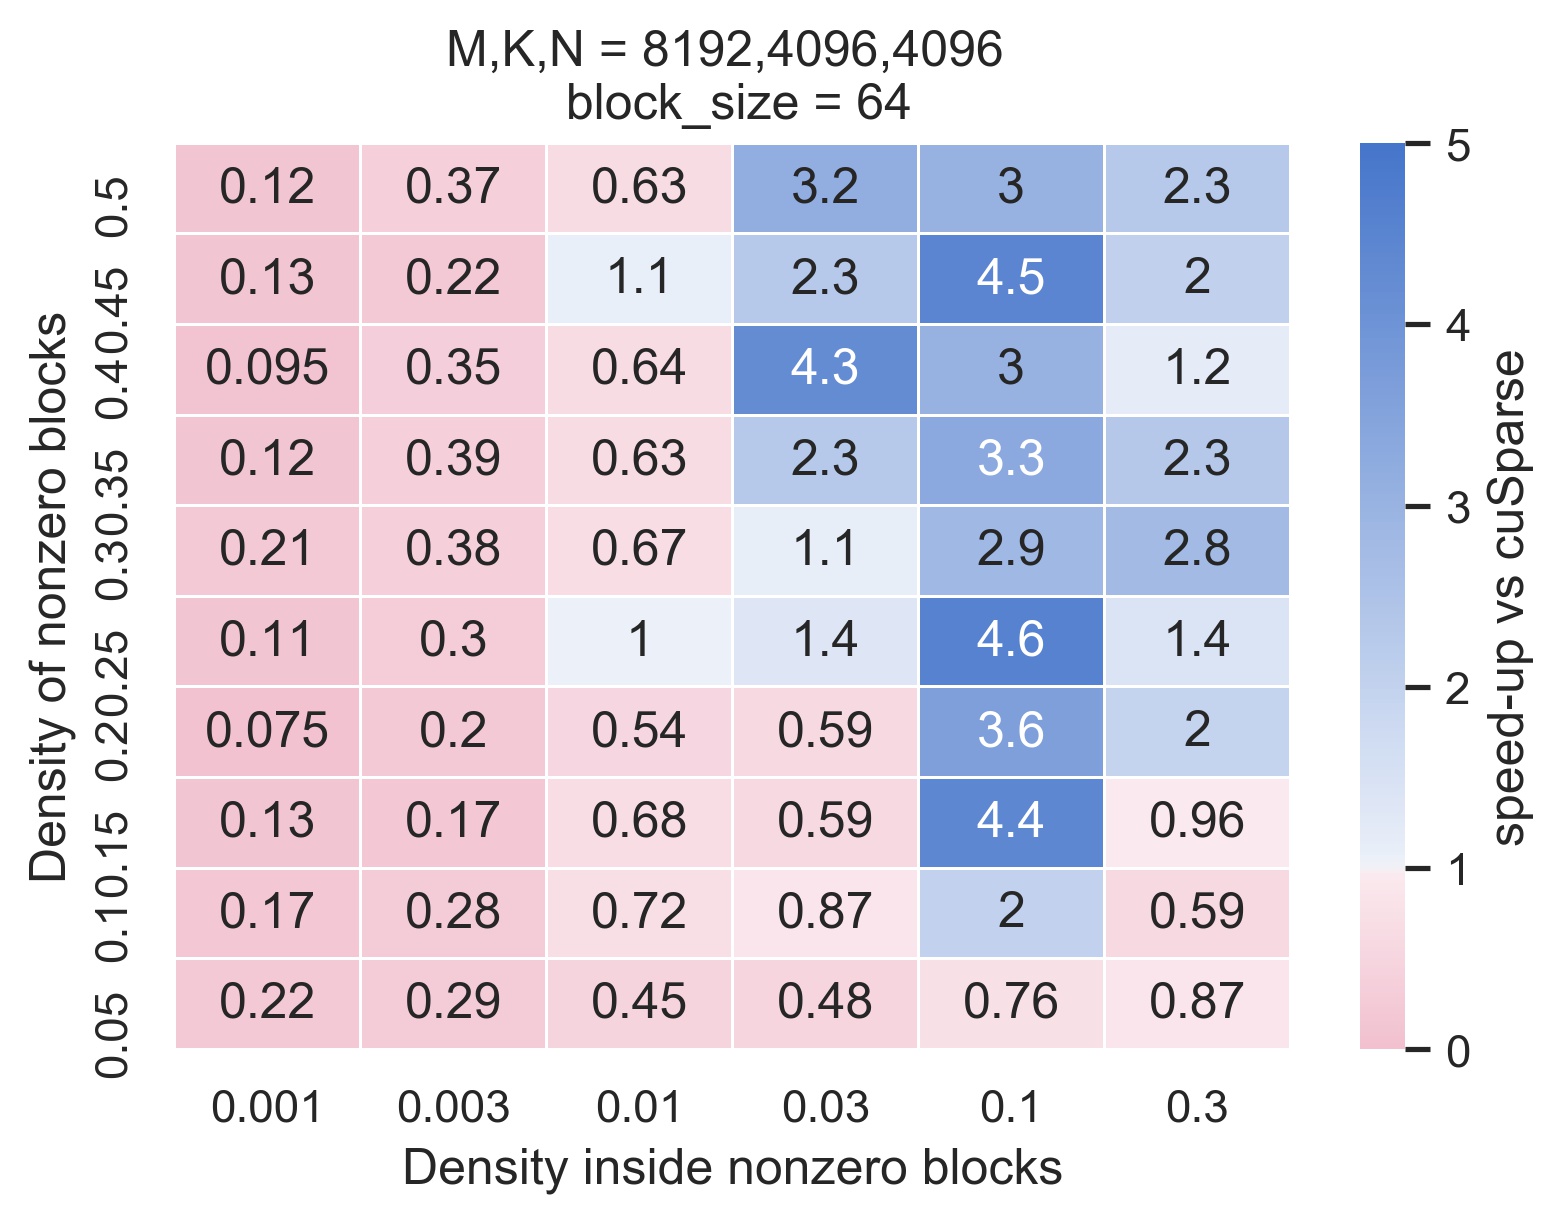 M,K,N = 8192,4096,4096
block_size = 64
Density of nonzero blocks
0.5 0.12 0.37 0.63 3.2 3 2.3
0.45 0.13 0.22 1.1 2.3 4.5 2
0.4 0.095 0.35 0.64 4.3 3 1.2
0.35 0.12 0.39 0.63 2.3 3.3 2.3
0.3 0.21 0.38 0.67 1.1 2.9 2.8
0.25 0.11 0.3 1 1.4 4.6 1.4
0.2 0.075 0.2 0.54 0.59 3.6 2
0.15 0.13 0.17 0.68 0.59 4.4 0.96
0.1 0.17 0.28 0.72 0.87 2 0.59
0.05 0.22 0.29 0.45 0.48 0.76 0.87
0.001 0.003 0.01 0.03 0.1 0.3
Density inside nonzero blocks
5
4
3
2
1
0
speed-up vs cuSparse